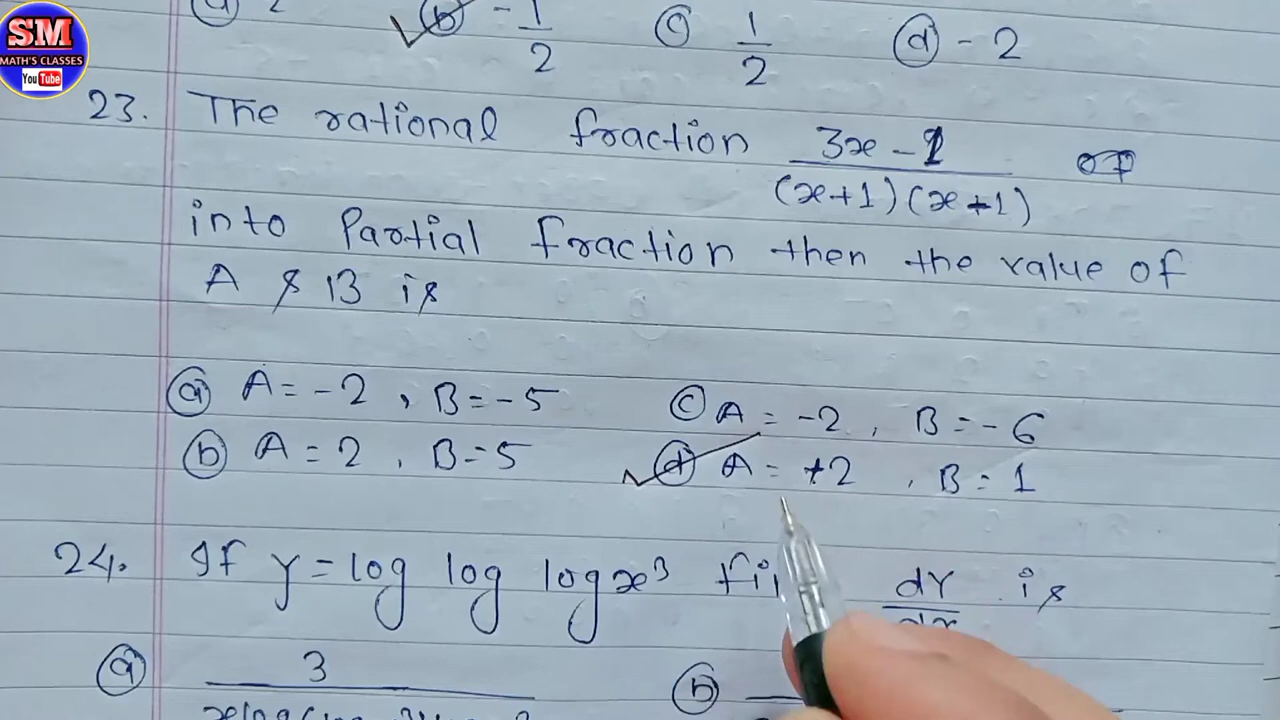 SM
MATH'S CLASSES
YouTube
ⓐ 2 ⓑ -1/2 ⓒ 1/2 ⓓ -2
23. The rational fraction 3x - 1 / (x+1)(x+1) of
into Partial fraction then the value of
A & B is
ⓐ A = -2 , B = -5 ⓒ A = -2 , B = -6
ⓑ A = 2 , B = 5 ⓓ A = +2 , B = 1
24. If y = log log log x³ dY/dx is
ⓐ 3 ⓑ